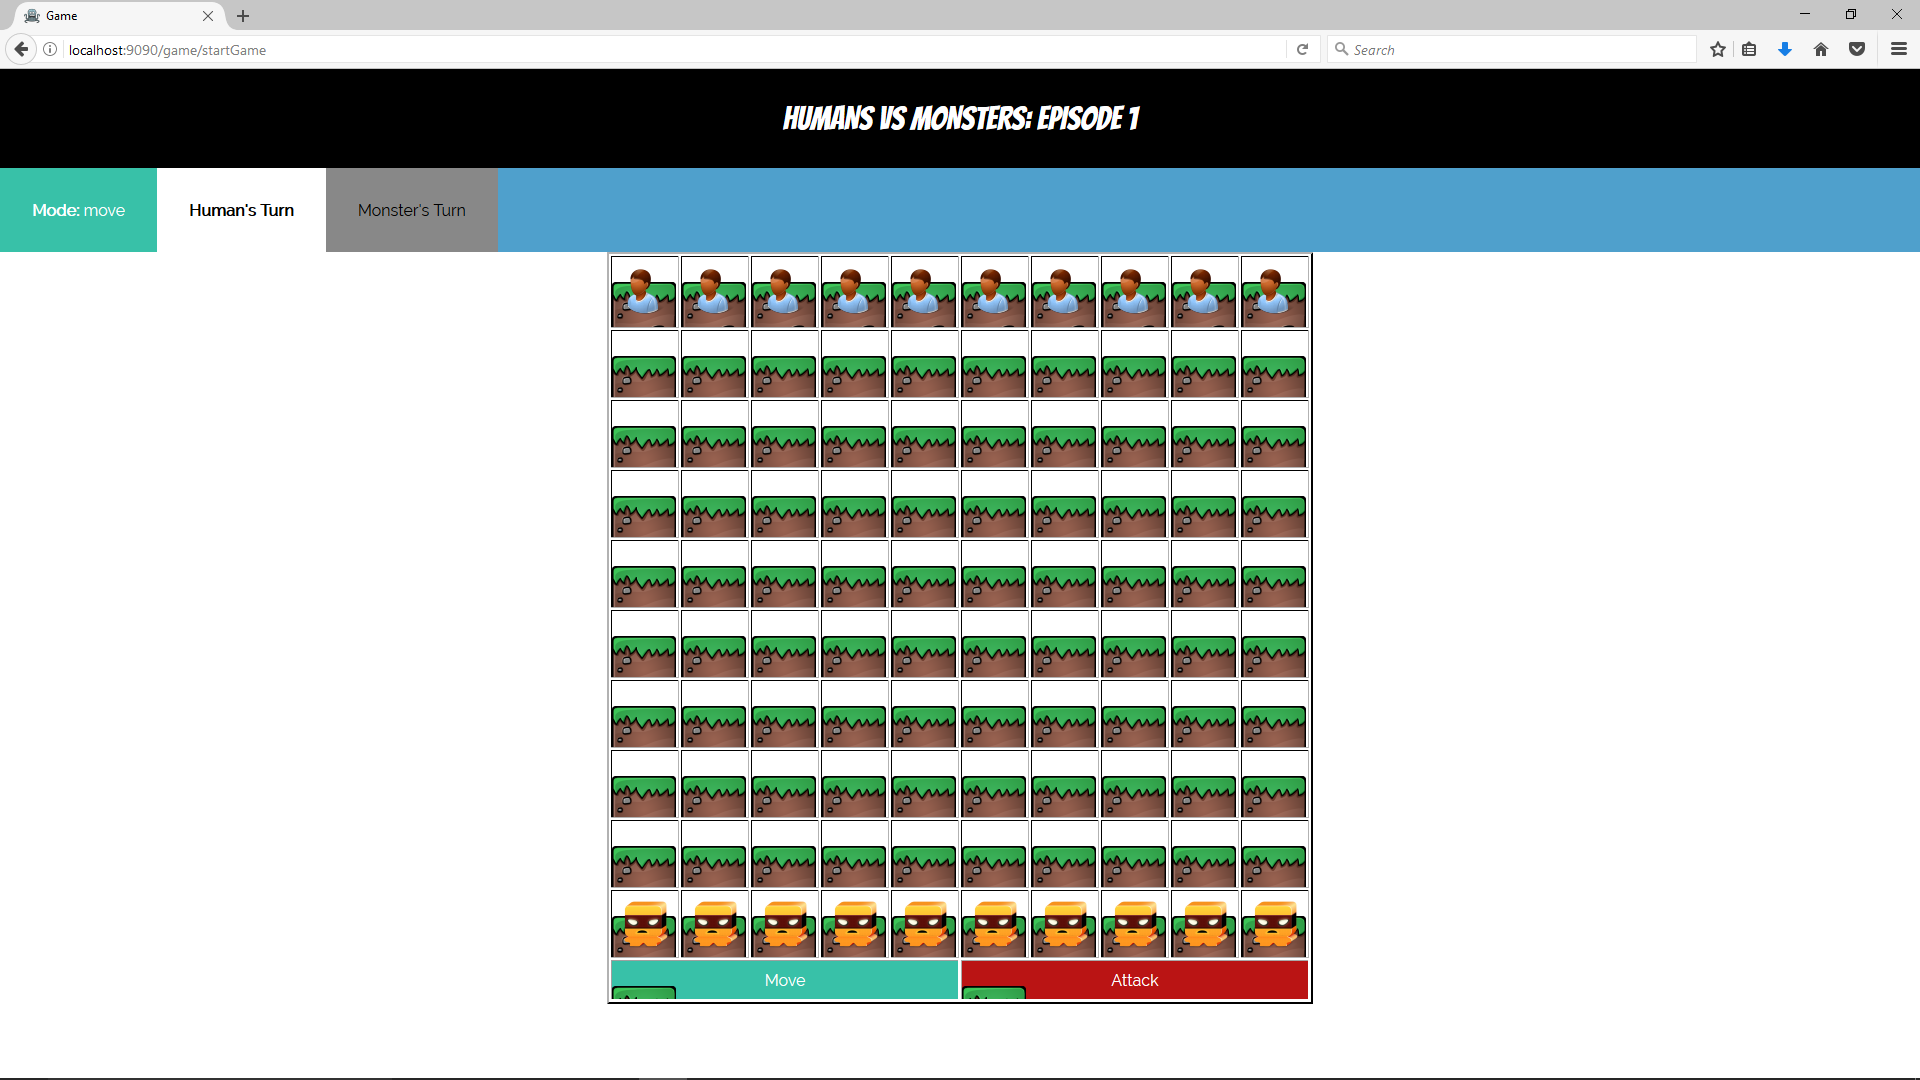 Game
localhost:9090/game/startGame
Search
HUMANS VS MONSTERS: EPISODE 1
Mode: move
Human's Turn
Monster's Turn
Move
Attack